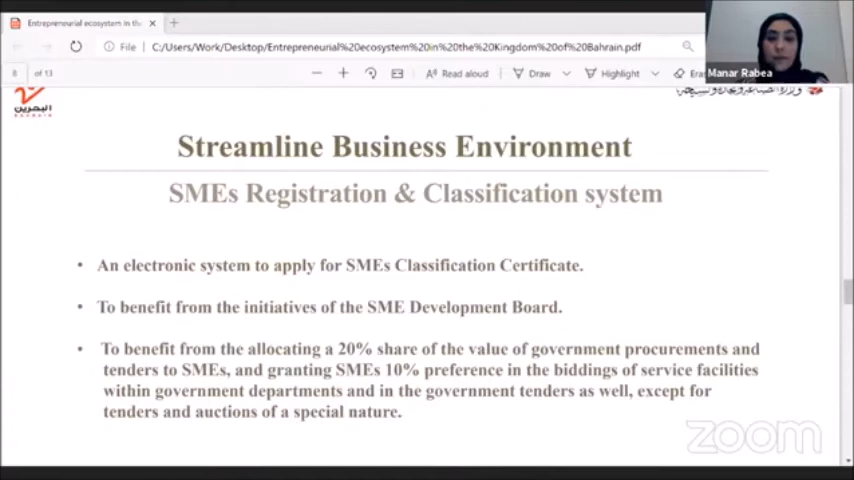 Entrepreneurial ecosystem in the
File
C:/Users/Work/Desktop/Entrepreneurial%20ecosystem%20in%20the%20Kingdom%20of%20Bahrain.pdf
8 of 13
Read aloud
Draw
Highlight
Manar Rabea
البحرين
Streamline Business Environment
SMEs Registration & Classification system
• An electronic system to apply for SMEs Classification Certificate.
• To benefit from the initiatives of the SME Development Board.
• To benefit from the allocating a 20% share of the value of government procurements and
tenders to SMEs, and granting SMEs 10% preference in the biddings of service facilities
within government departments and in the government tenders as well, except for
tenders and auctions of a special nature.
zoom